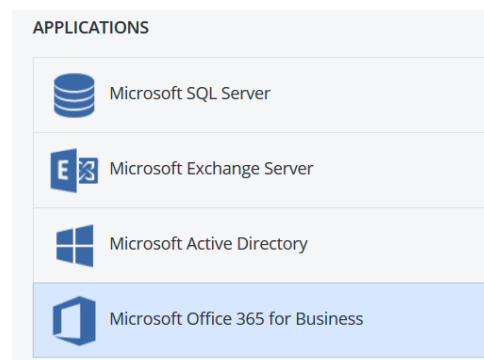 APPLICATIONS
Microsoft SQL Server
E Microsoft Exchange Server
Microsoft Active Directory
Microsoft Office 365 for Business